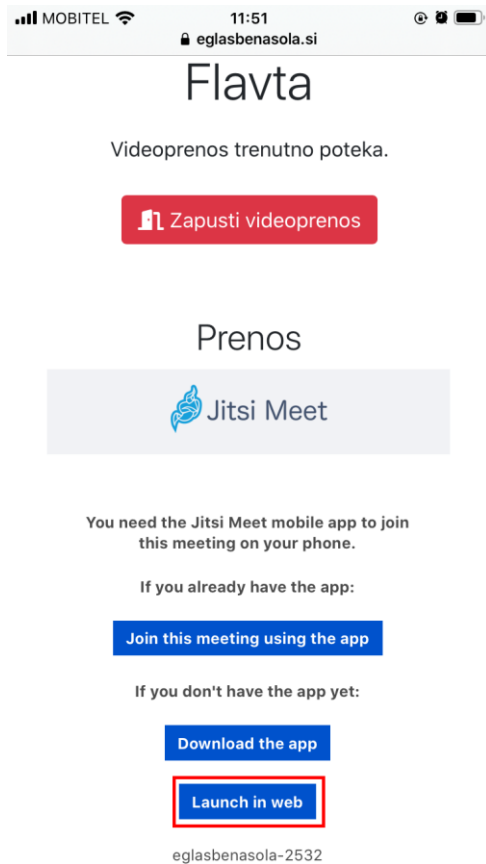 MOBITEL 11:51
eglasbenasola.si
Flavta
Videoprenos trenutno poteka.
Zapusti videoprenos
Prenos
Jitsi Meet
You need the Jitsi Meet mobile app to join
this meeting on your phone.
If you already have the app:
Join this meeting using the app
If you don't have the app yet:
Download the app
Launch in web
eglasbenasola-2532